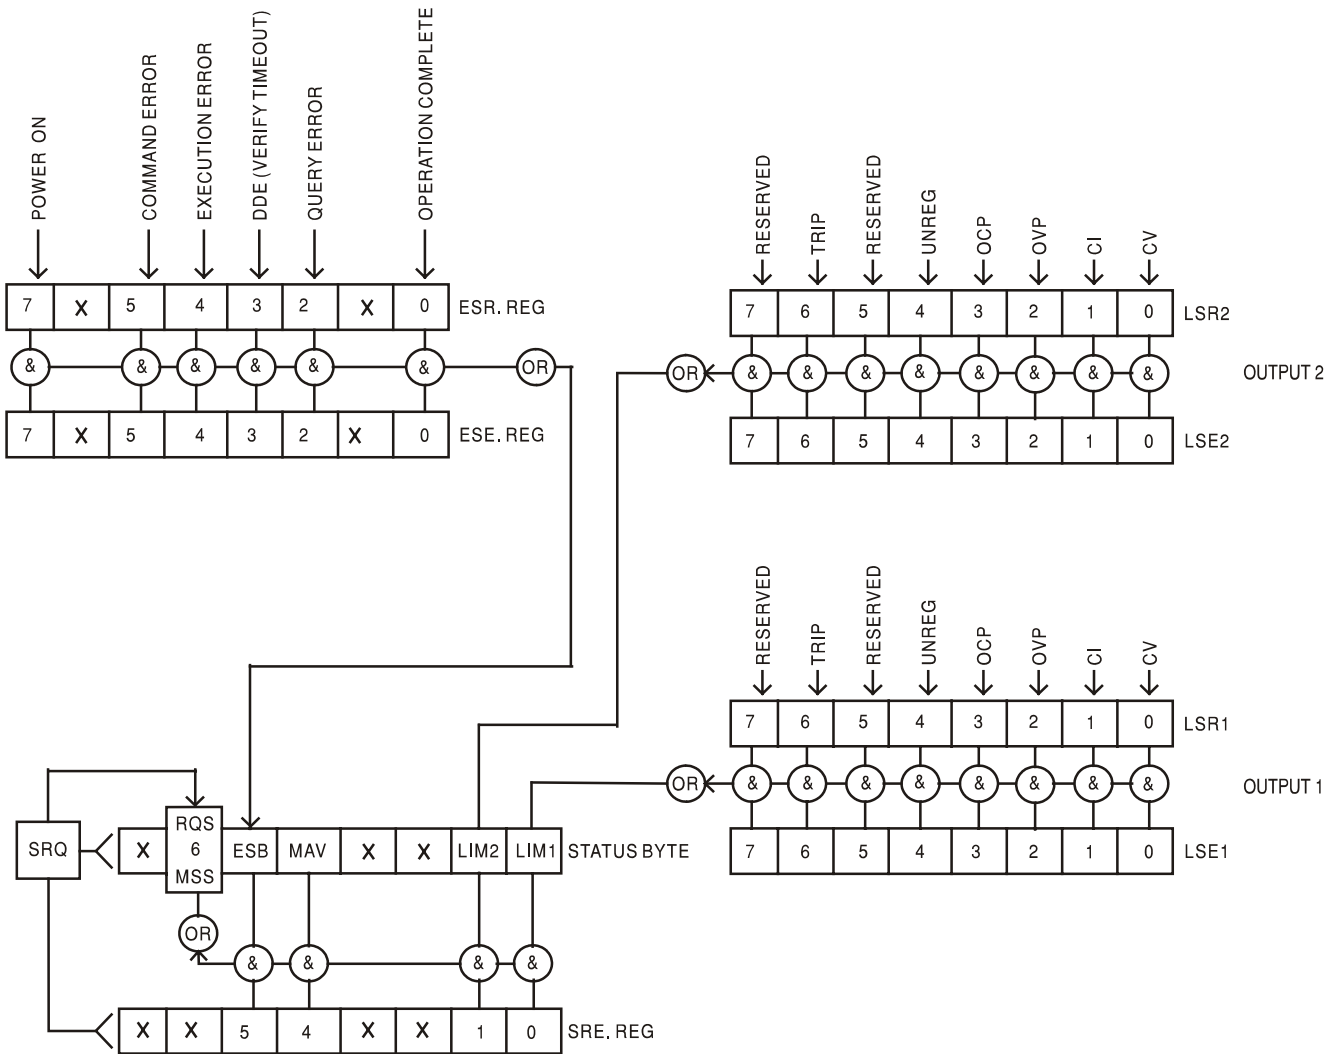 POWER ON
COMMAND ERROR
EXECUTION ERROR
DDE (VERIFY TIMEOUT)
QUERY ERROR
OPERATION COMPLETE
7 X 5 4 3 2 X 0 ESR. REG
& & & & & & OR
7 X 5 4 3 2 X 0 ESE. REG
RESERVED
TRIP
RESERVED
UNREG
OCP
OVP
CI
CV
7 6 5 4 3 2 1 0 LSR2
OR & & & & & & & & OUTPUT 2
7 6 5 4 3 2 1 0 LSE2
RESERVED
TRIP
RESERVED
UNREG
OCP
OVP
CI
CV
7 6 5 4 3 2 1 0 LSR1
OR & & & & & & & & OUTPUT 1
7 6 5 4 3 2 1 0 LSE1
RQS
SRQ X 6 ESB MAV X X LIM2 LIM1 STATUS BYTE
MSS
OR
& & & &
X X 5 4 X X 1 0 SRE. REG